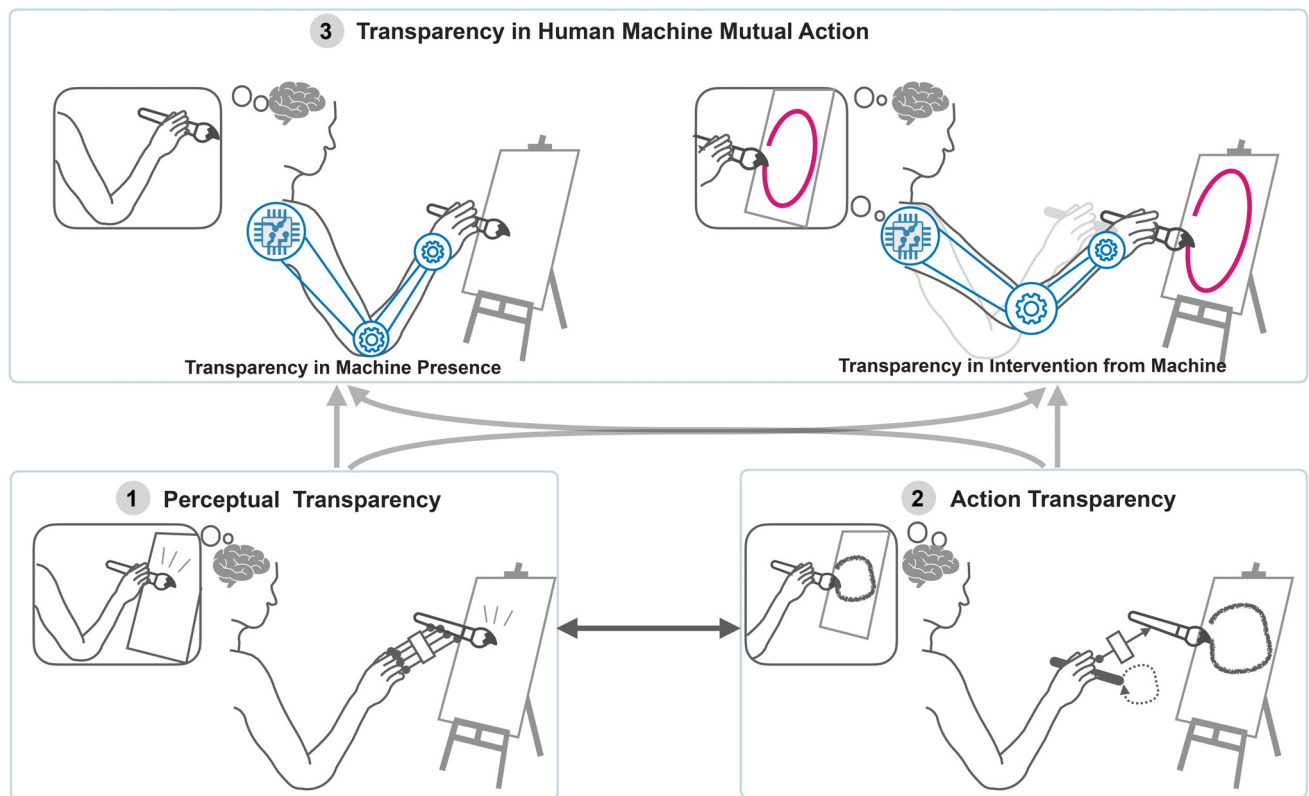 3 Transparency in Human Machine Mutual Action
Transparency in Machine Presence
Transparency in Intervention from Machine
1 Perceptual Transparency
2 Action Transparency